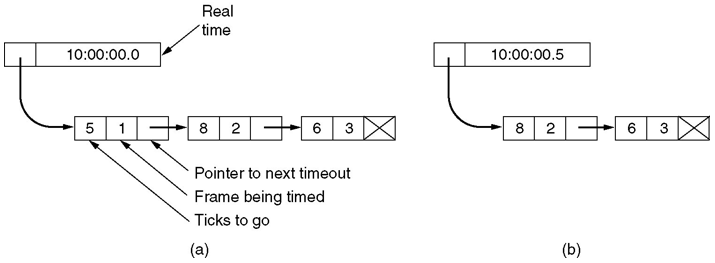 Real
time
10:00:00.0
10:00:00.5
5 1 8 2 6 3
8 2 6 3
Pointer to next timeout
Frame being timed
Ticks to go
(a)
(b)